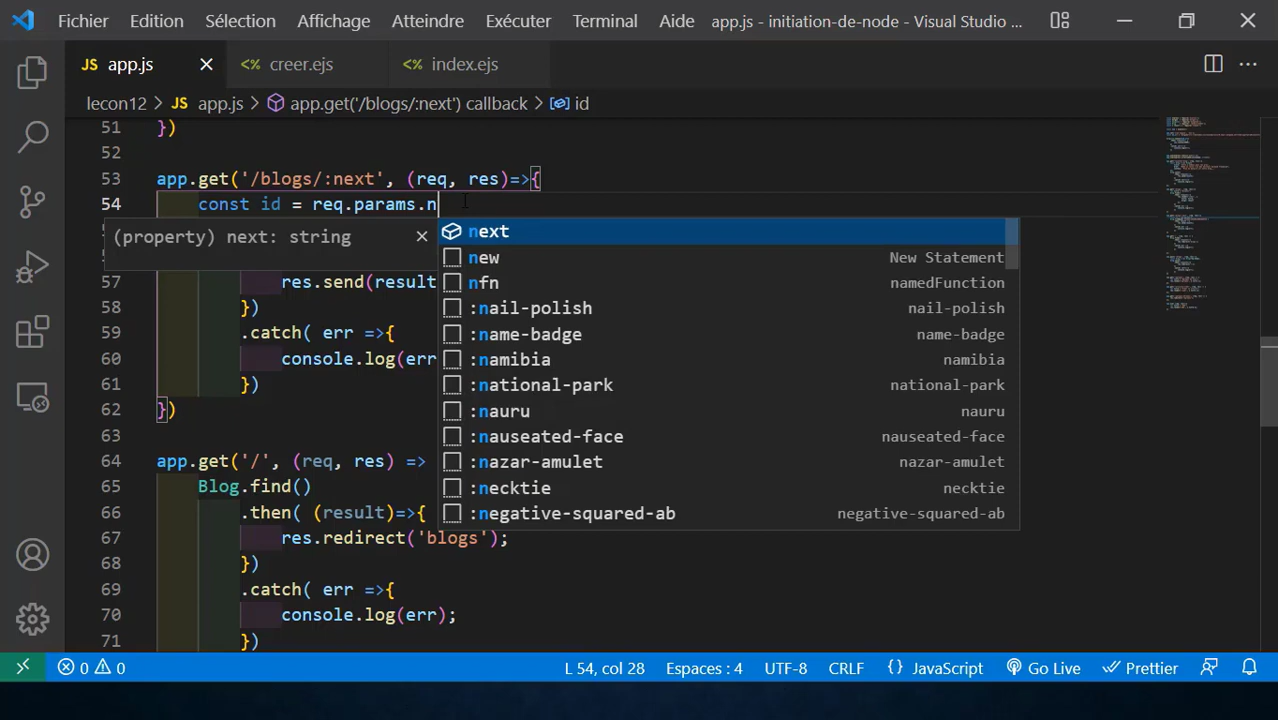 Fichier Edition Sélection Affichage Atteindre Exécuter Terminal Aide app.js - initiation-de-node - Visual Studio ...
JS app.js <% creer.ejs <% index.ejs
lecon12 > JS app.js > app.get('/blogs/:next') callback > id
51 })
52
53 app.get('/blogs/:next', (req, res)=>{
54 const id = req.params.n
(property) next: string
next
new New Statement
nfn namedFunction
:nail-polish nail-polish
:name-badge name-badge
:namibia namibia
:national-park national-park
:nauru nauru
:nauseated-face nauseated-face
:nazar-amulet nazar-amulet
:necktie necktie
:negative-squared-ab negative-squared-ab
57 res.send(result
58 })
59 .catch( err =>{
60 console.log(err
61 })
62 })
63
64 app.get('/', (req, res) =>
65 Blog.find()
66 .then( (result)=>{
67 res.redirect('blogs');
68 })
69 .catch( err =>{
70 console.log(err);
71 })
0 0 L 54, col 28 Espaces : 4 UTF-8 CRLF {} JavaScript Go Live Prettier